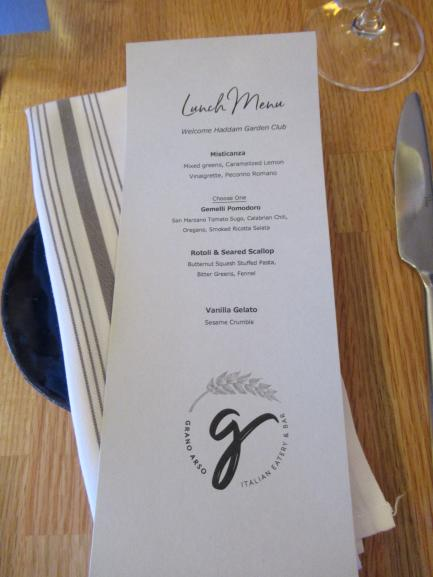 Lunch Menu
Welcome Haddam Garden Club
Misticanza
Mixed greens, Caramelized Lemon
Vinaigrette, Pecorino Romano
Choose One
Gemelli Pomodoro
San Marzano Tomato Sugo, Calabrian Chili,
Oregano, Smoked Ricotta Salata
Rotoli & Seared Scallop
Butternut Squash Stuffed Pasta,
Bitter Greens, Fennel
Vanilla Gelato
Sesame Crumble
g
GRANO ARSO
ITALIAN EATERY & BAR